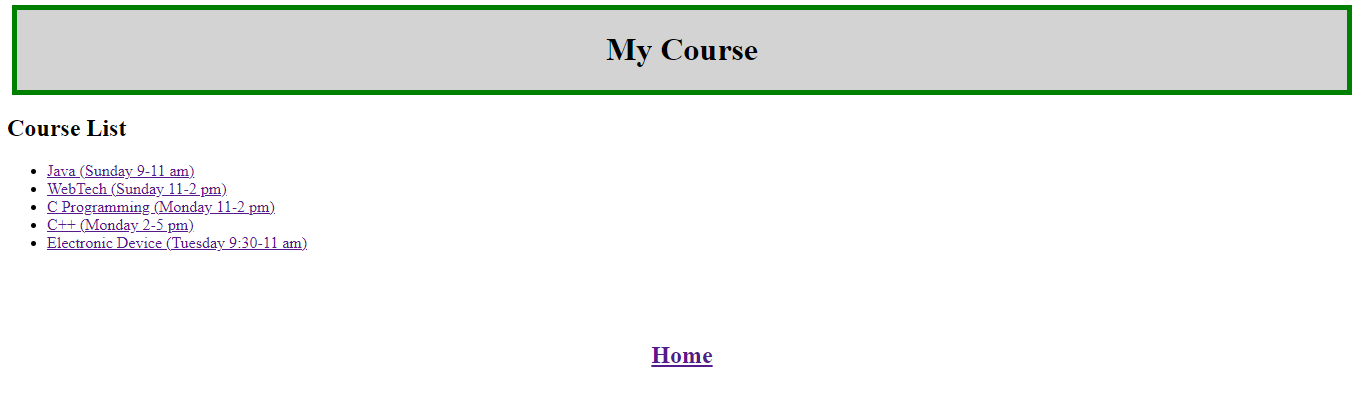 My Course
Course List
Java (Sunday 9-11 am)
WebTech (Sunday 11-2 pm)
C Programming (Monday 11-2 pm)
C++ (Monday 2-5 pm)
Electronic Device (Tuesday 9:30-11 am)
Home